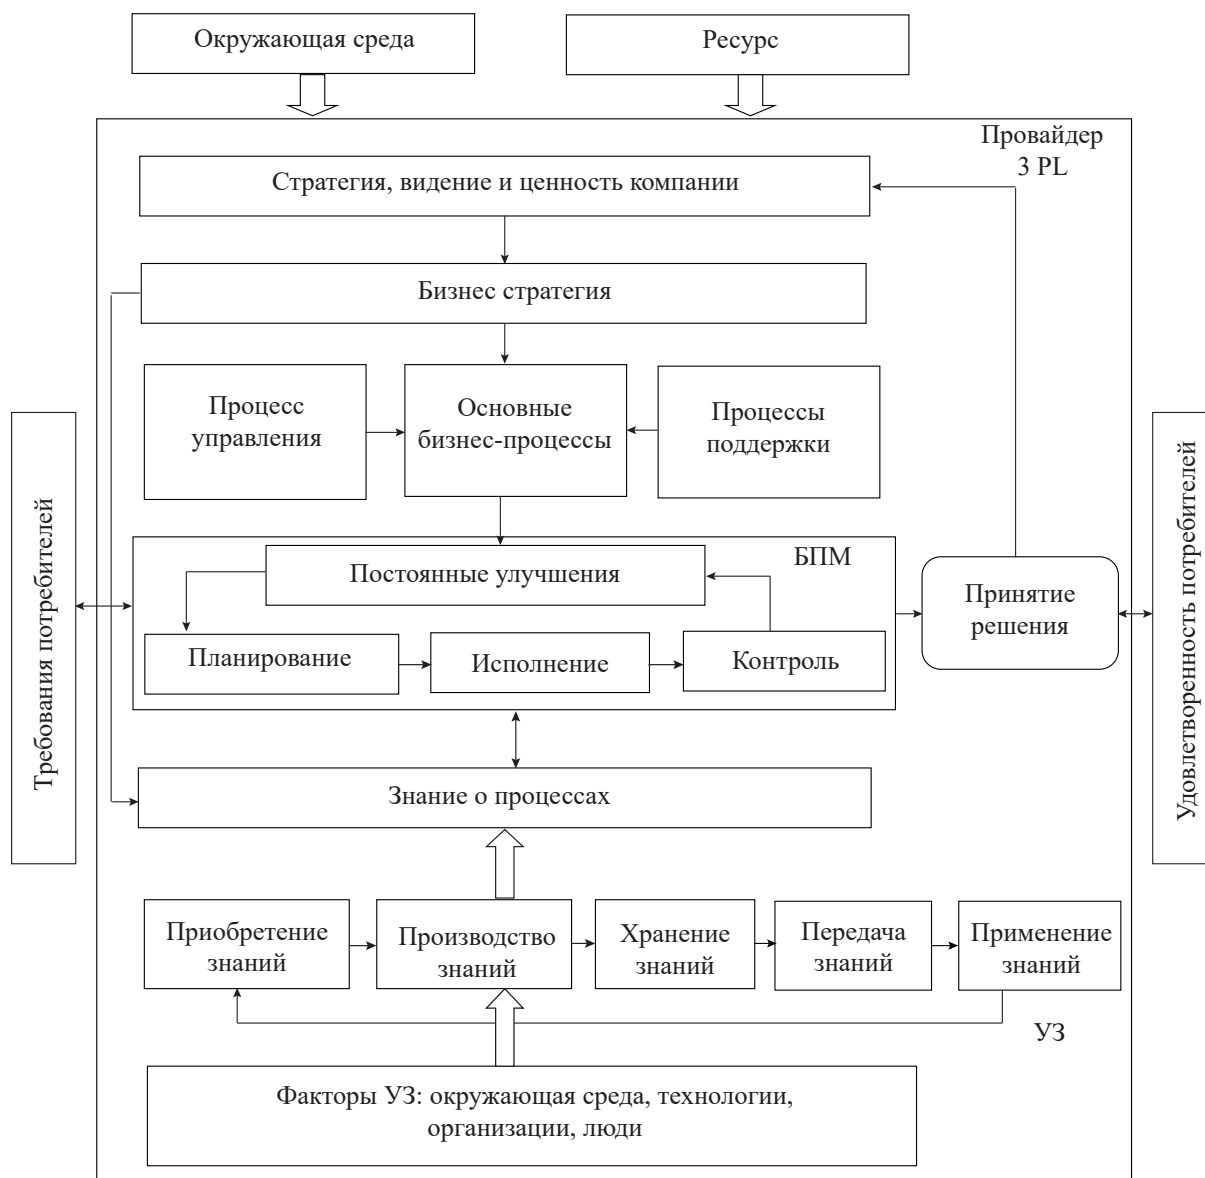 Окружающая среда
Ресурс
Провайдер
3 PL
Стратегия, видение и ценность компании
Бизнес стратегия
Процесс
управления
Основные
бизнес-процессы
Процессы
поддержки
Требования потребителей
Удовлетворенность потребителей
БПМ
Постоянные улучшения
Планирование
Исполнение
Контроль
Принятие
решения
Знание о процессах
Приобретение
знаний
Производство
знаний
Хранение
знаний
Передача
знаний
Применение
знаний
УЗ
Факторы УЗ: окружающая среда, технологии,
организации, люди